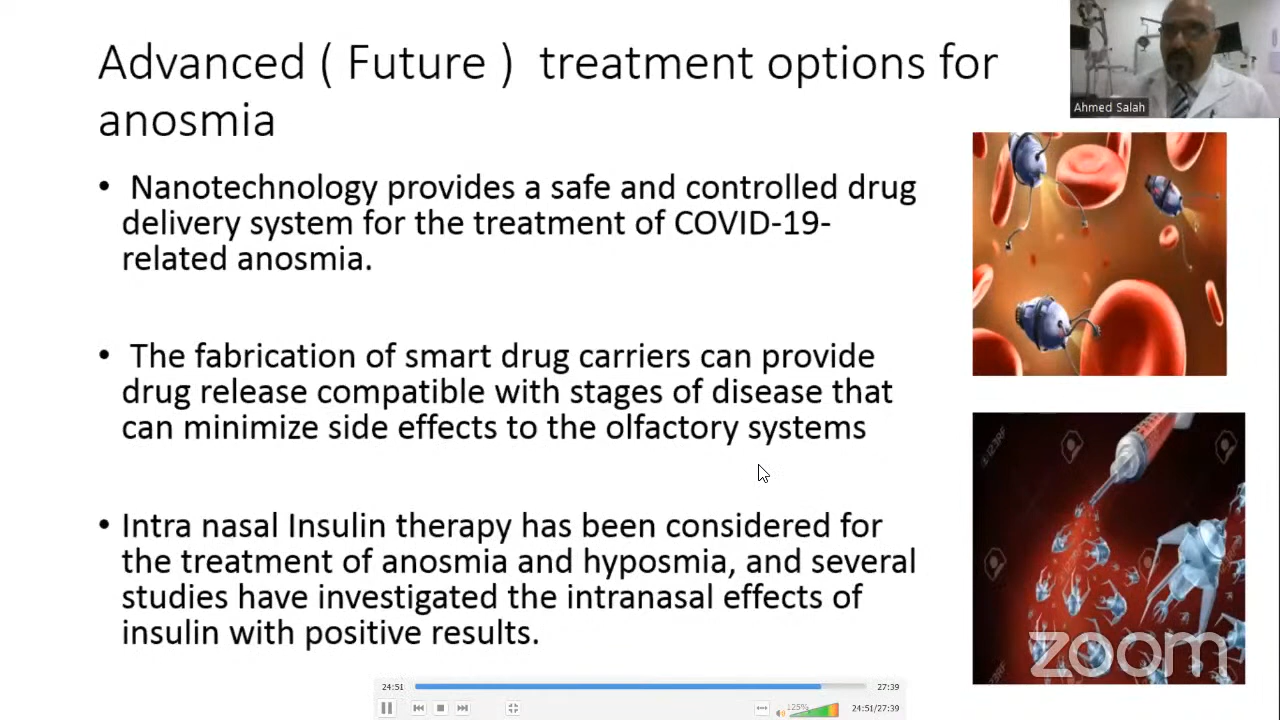 Advanced ( Future ) treatment options for
anosmia
Ahmed Salah
• Nanotechnology provides a safe and controlled drug
delivery system for the treatment of COVID-19-
related anosmia.
• The fabrication of smart drug carriers can provide
drug release compatible with stages of disease that
can minimize side effects to the olfactory systems
• Intra nasal Insulin therapy has been considered for
the treatment of anosmia and hyposmia, and several
studies have investigated the intranasal effects of
insulin with positive results.
123RF
123RF
zoom
24:51
27:39
125%
24:51/27:39